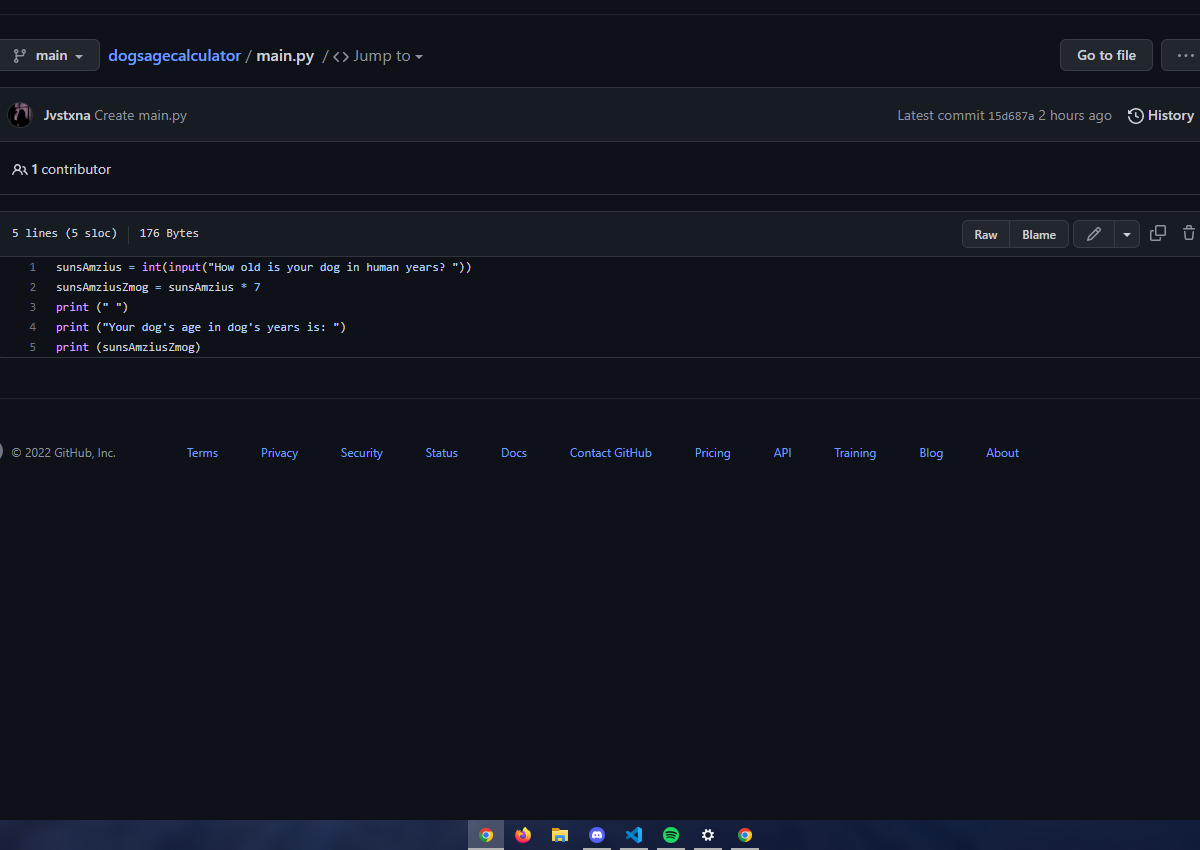 main
dogsagecalculator / main.py / <> Jump to
Go to file
Jvstxna Create main.py
Latest commit 15d687a 2 hours ago
History
1 contributor
5 lines (5 sloc) | 176 Bytes
Raw
Blame
1 sunsAmzius = int(input("How old is your dog in human years? "))
2 sunsAmziusZmog = sunsAmzius * 7
3 print (" ")
4 print ("Your dog's age in dog's years is: ")
5 print (sunsAmziusZmog)
© 2022 GitHub, Inc.
Terms
Privacy
Security
Status
Docs
Contact GitHub
Pricing
API
Training
Blog
About